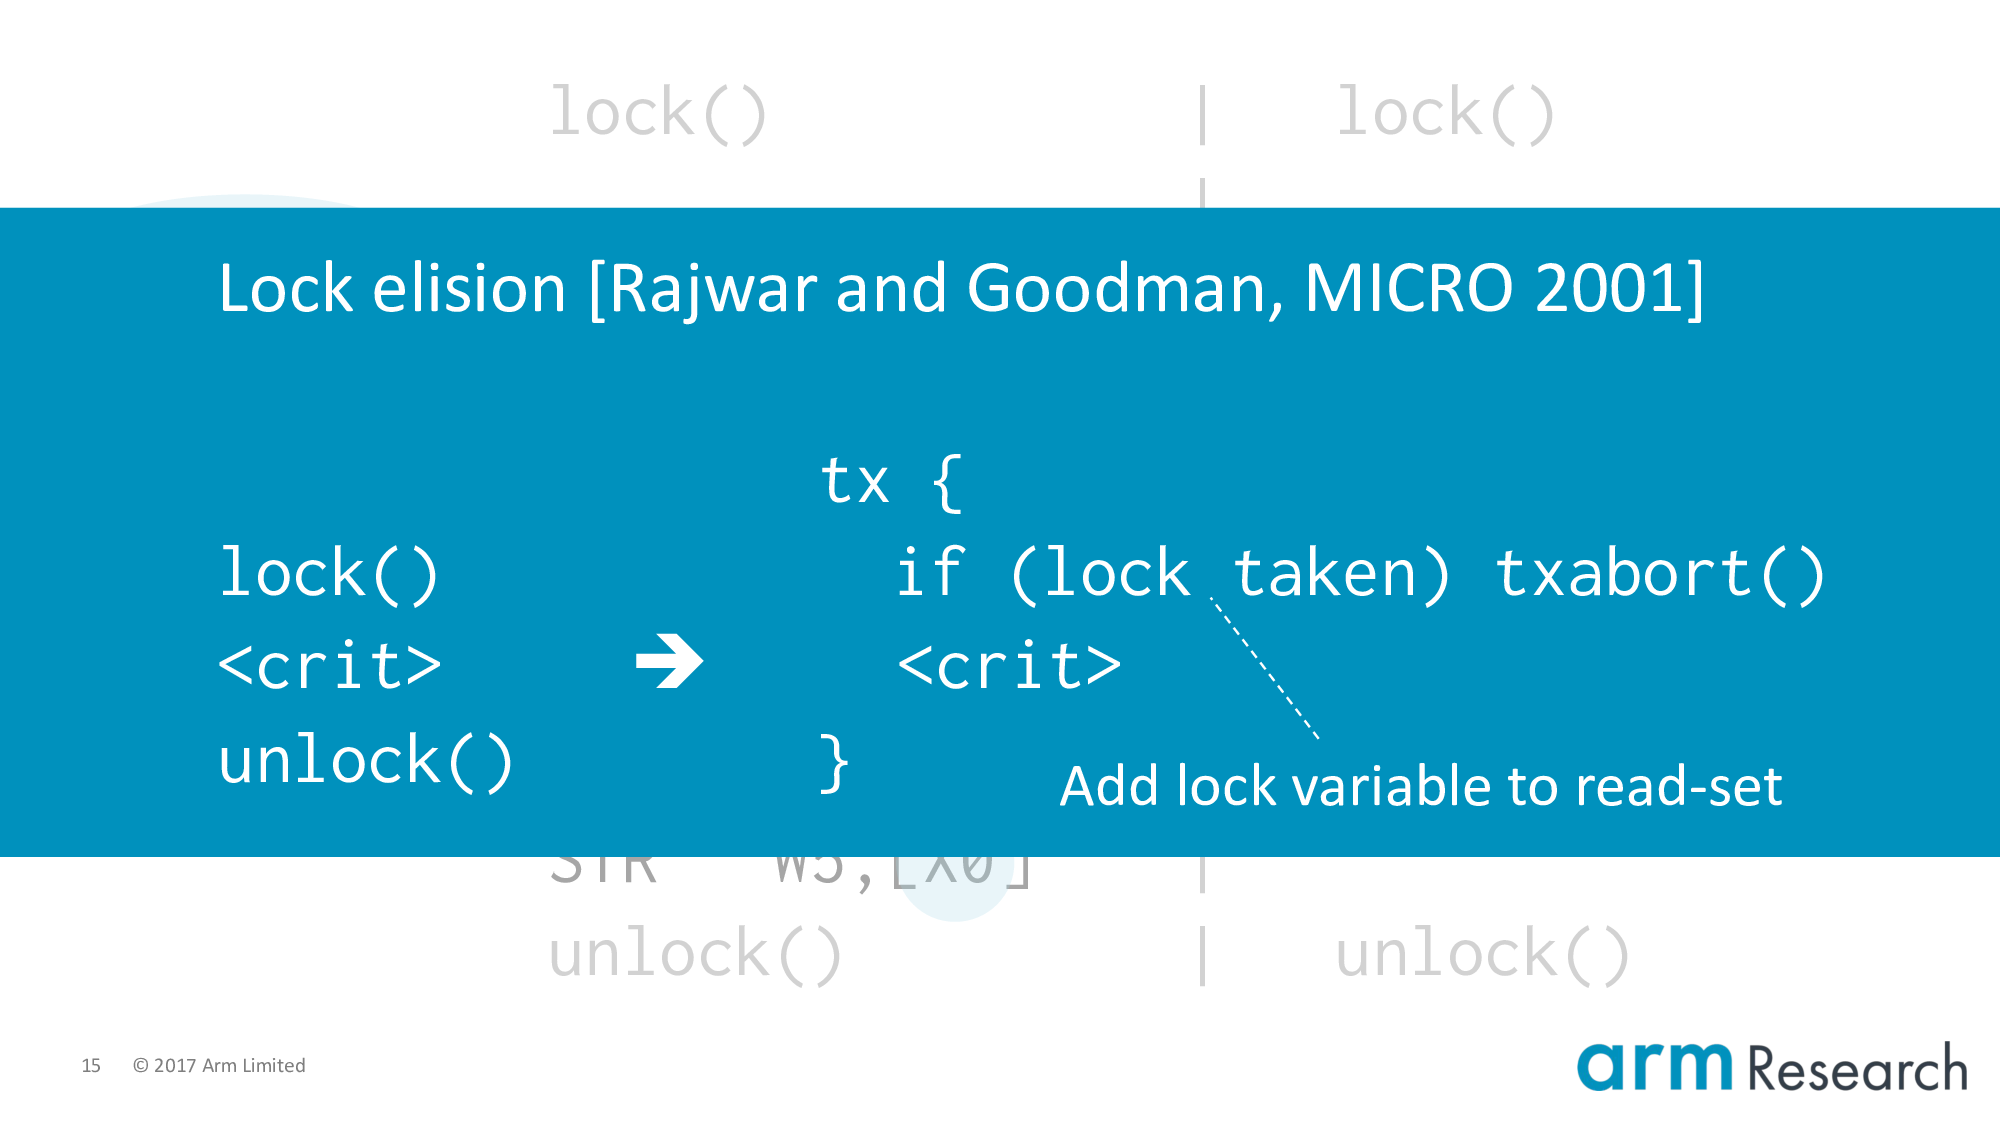 lock() | lock()
|
Lock elision [Rajwar and Goodman, MICRO 2001]
tx {
lock() if (lock taken) txabort()
<crit> ➔ <crit>
unlock() }
Add lock variable to read-set
STR W5,[X0] |
unlock() | unlock()
15 © 2017 Arm Limited
arm Research